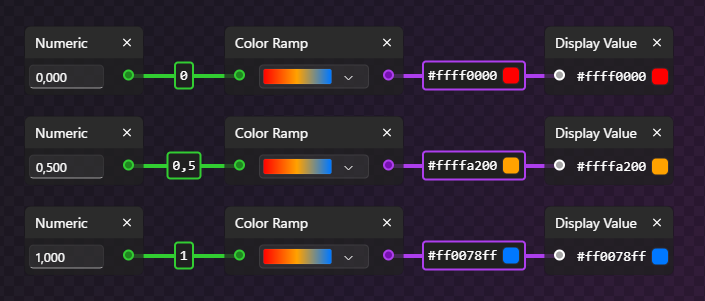 Numeric Color Ramp Display Value
0,000 0 #ffff0000 #ffff0000
Numeric Color Ramp Display Value
0,500 0,5 #ffffa200 #ffffa200
Numeric Color Ramp Display Value
1,000 1 #ff0078ff #ff0078ff